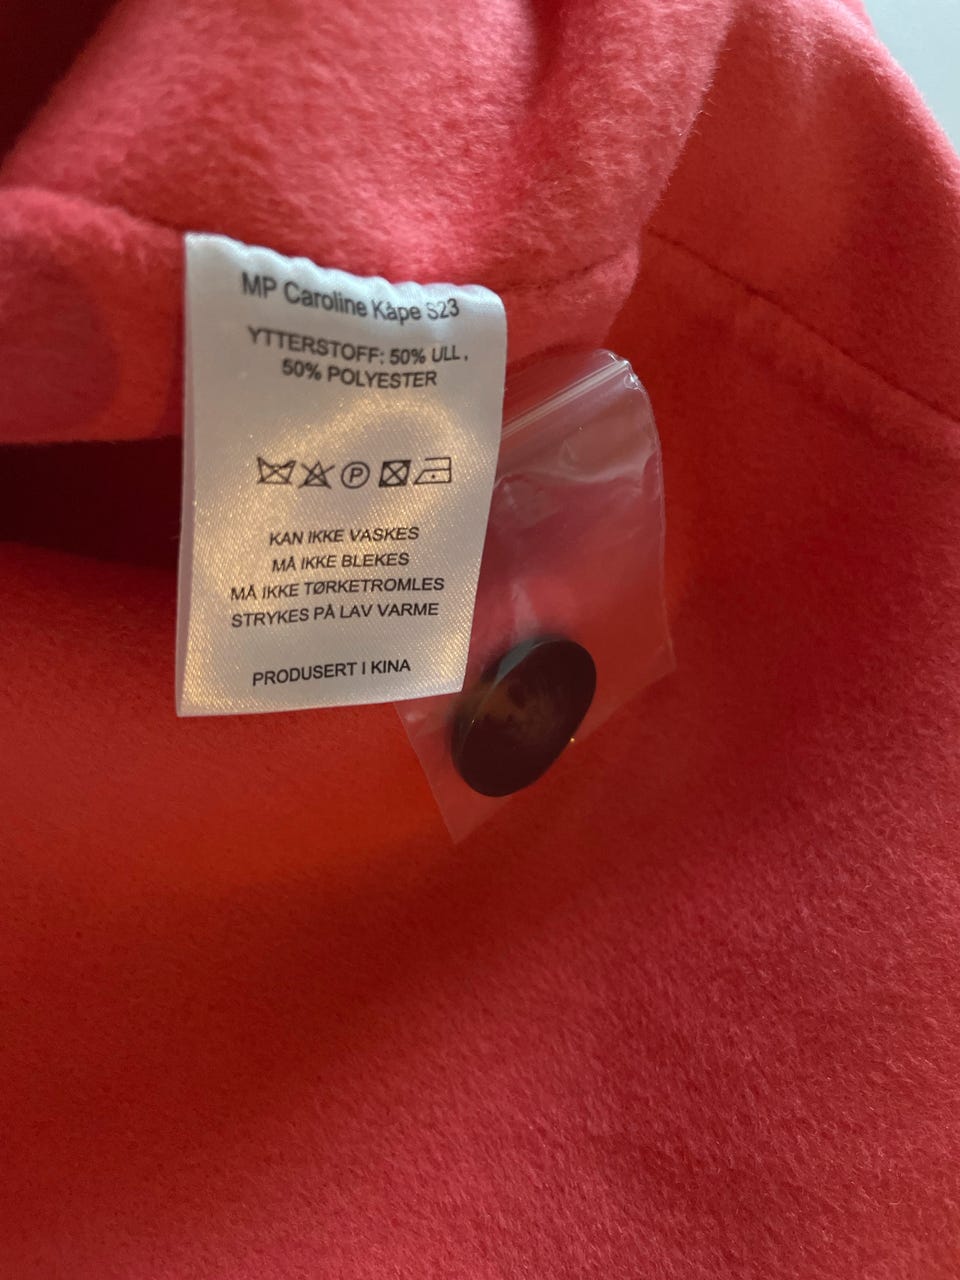 MP Caroline Kåpe S23
YTTERSTOFF: 50% ULL,
50% POLYESTER
P
KAN IKKE VASKES
MÅ IKKE BLEKES
MÅ IKKE TØRKETROMLES
STRYKES PÅ LAV VARME
PRODUSERT I KINA